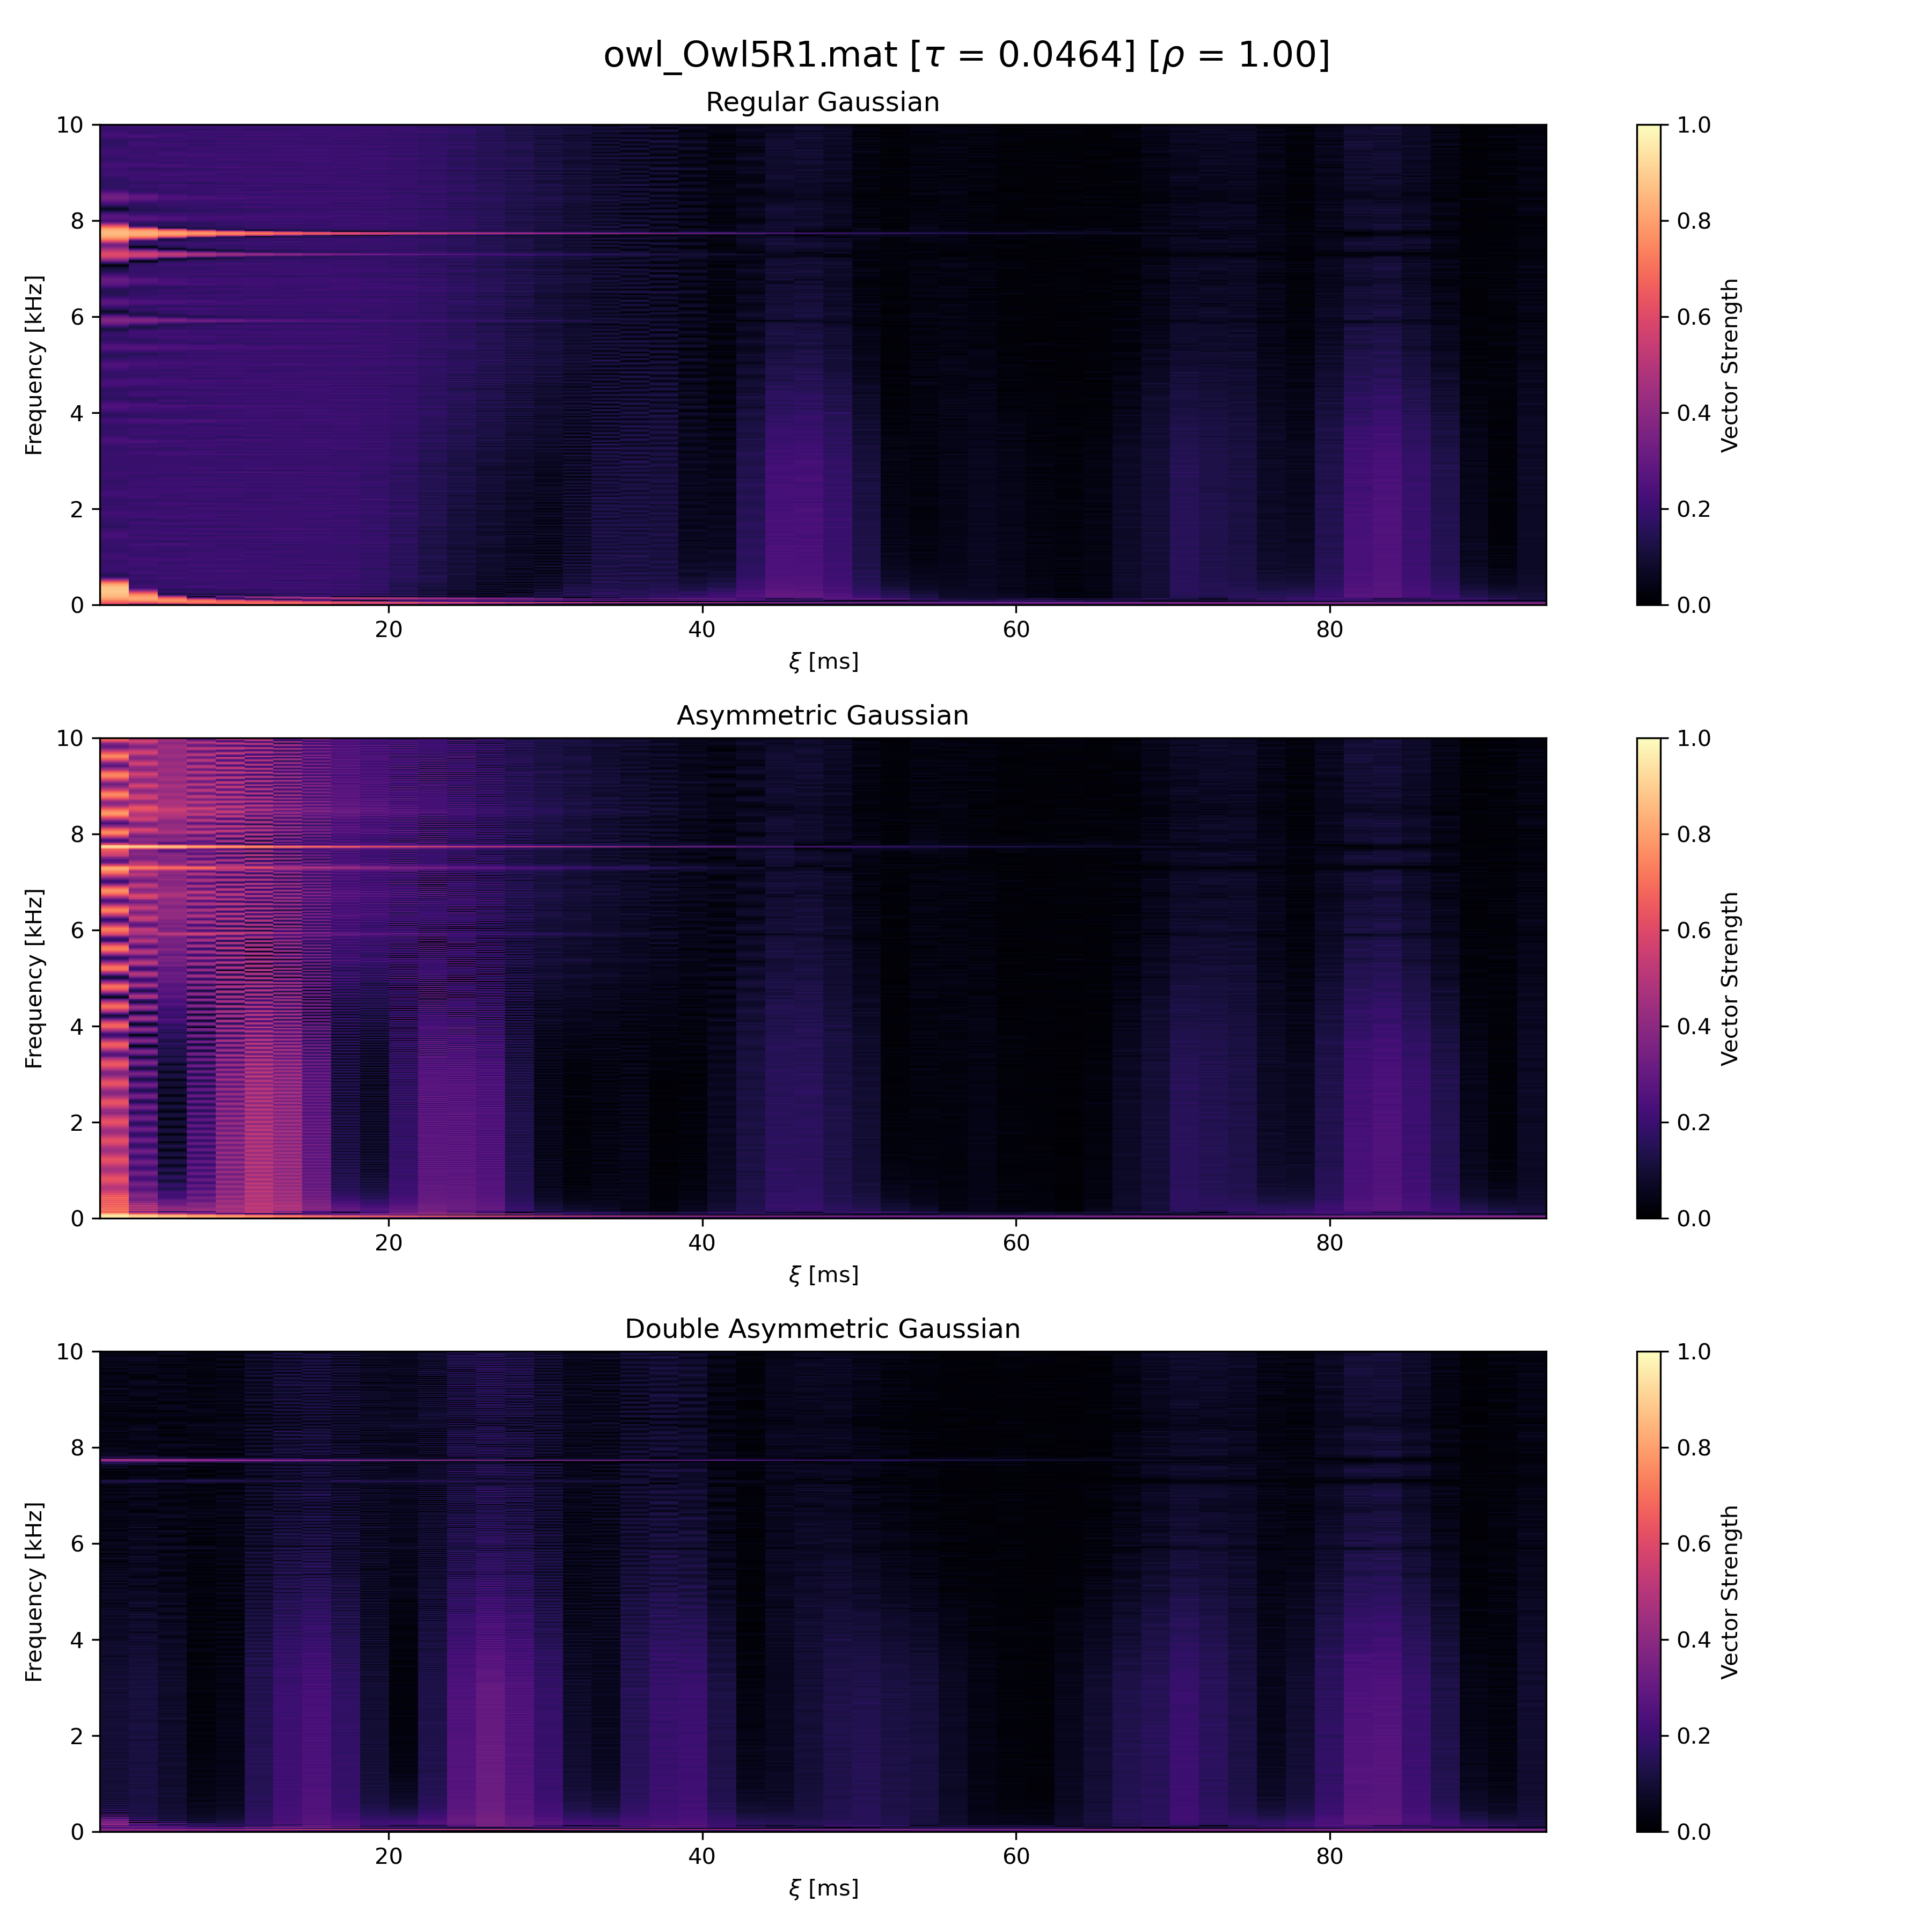 owl_Owl5R1.mat [τ = 0.0464] [ρ = 1.00]
Regular Gaussian
10
8
6
4
2
0
Frequency [kHz]
20 40 60 80
ξ [ms]
1.0
0.8
0.6
0.4
0.2
0.0
Vector Strength
Asymmetric Gaussian
10
8
6
4
2
0
Frequency [kHz]
20 40 60 80
ξ [ms]
1.0
0.8
0.6
0.4
0.2
0.0
Vector Strength
Double Asymmetric Gaussian
10
8
6
4
2
0
Frequency [kHz]
20 40 60 80
ξ [ms]
1.0
0.8
0.6
0.4
0.2
0.0
Vector Strength